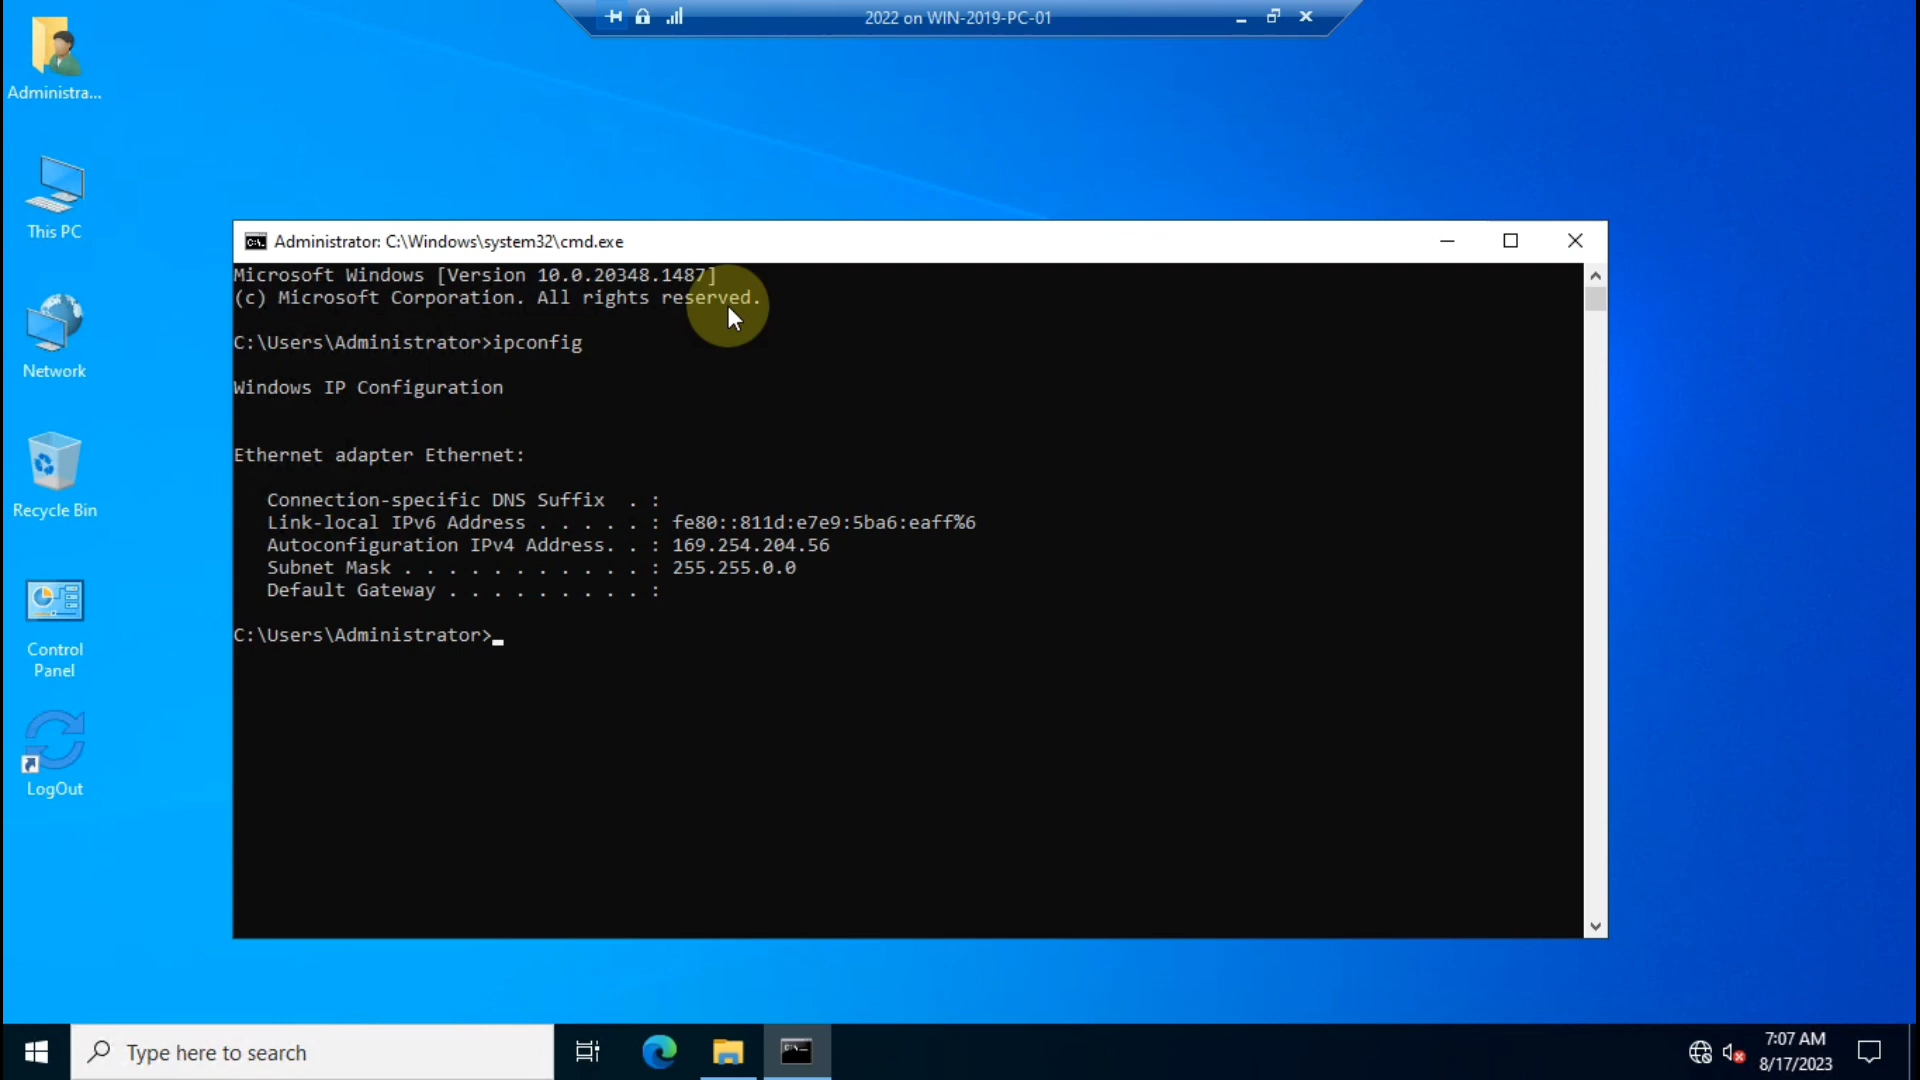 2022 on WIN-2019-PC-01
Administra...
This PC
Network
Recycle Bin
Control
Panel
LogOut
Administrator: C:\Windows\system32\cmd.exe
Microsoft Windows [Version 10.0.20348.1487]
(c) Microsoft Corporation. All rights reserved.
C:\Users\Administrator>ipconfig
Windows IP Configuration
Ethernet adapter Ethernet:
Connection-specific DNS Suffix  . :
Link-local IPv6 Address . . . . . : fe80::811d:e7e9:5ba6:eaff%6
Autoconfiguration IPv4 Address. . : 169.254.204.56
Subnet Mask . . . . . . . . . . . : 255.255.0.0
Default Gateway . . . . . . . . . :
C:\Users\Administrator>
Type here to search
7:07 AM
8/17/2023